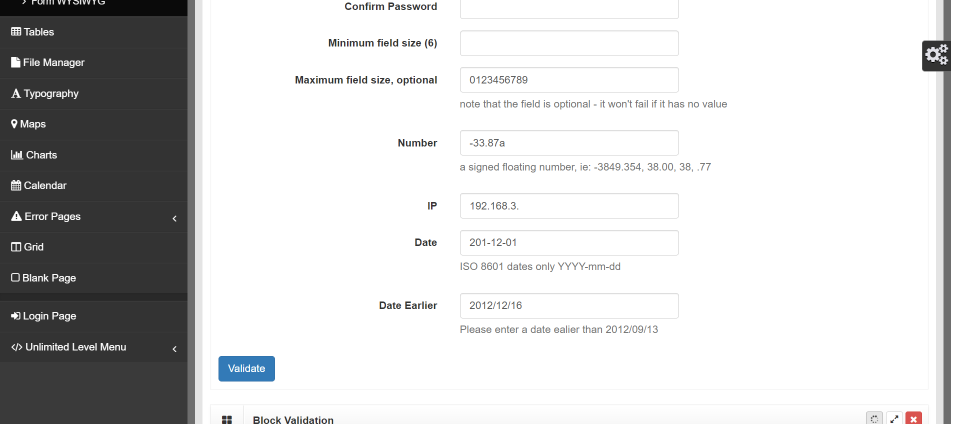 Form WYSIWYG
Tables
File Manager
Typography
Maps
Charts
Calendar
Error Pages
Grid
Blank Page
Login Page
Unlimited Level Menu
Confirm Password
Minimum field size (6)
Maximum field size, optional
0123456789
note that the field is optional - it won't fail if it has no value
Number
-33.87a
a signed floating number, ie: -3849.354, 38.00, 38, .77
IP
192.168.3.
Date
201-12-01
ISO 8601 dates only YYYY-mm-dd
Date Earlier
2012/12/16
Please enter a date ealier than 2012/09/13
Validate
Block Validation